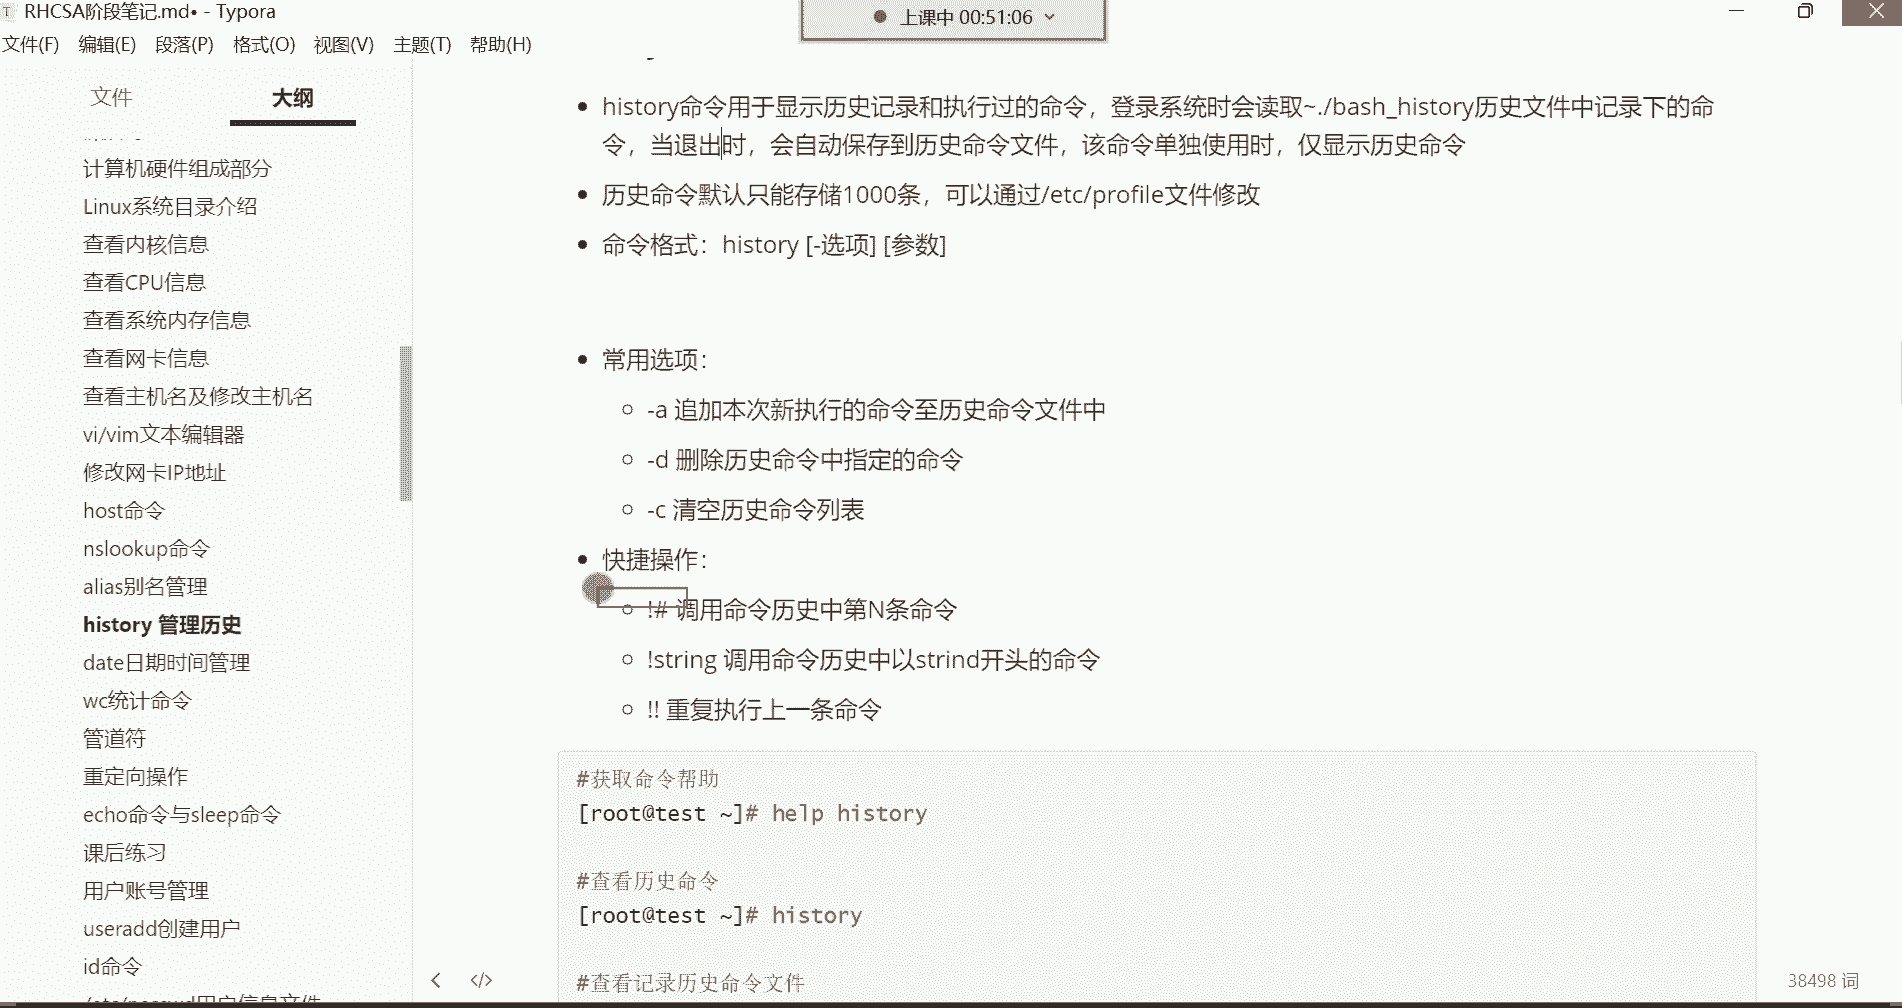 RHCSA阶段笔记.md• - Typora
上课中 00:51:06
文件(F) 编辑(E) 段落(P) 格式(O) 视图(V) 主题(T) 帮助(H)
文件 大纲
计算机硬件组成部分
Linux系统目录介绍
查看内核信息
查看CPU信息
查看系统内存信息
查看网卡信息
查看主机名及修改主机名
vi/vim文本编辑器
修改网卡IP地址
host命令
nslookup命令
alias别名管理
history 管理历史
date日期时间管理
wc统计命令
管道符
重定向操作
echo命令与sleep命令
课后练习
用户账号管理
useradd创建用户
id命令
/etc/passwd用户信息文件
history命令用于显示历史记录和执行过的命令，登录系统时会读取~./bash_history历史文件中记录下的命
令，当退出时，会自动保存到历史命令文件，该命令单独使用时，仅显示历史命令
历史命令默认只能存储1000条，可以通过/etc/profile文件修改
命令格式：history [-选项] [参数]
常用选项：
-a 追加本次新执行的命令至历史命令文件中
-d 删除历史命令中指定的命令
-c 清空历史命令列表
快捷操作：
!# 调用命令历史中第N条命令
!string 调用命令历史中以strind开头的命令
!! 重复执行上一条命令
#获取命令帮助
[root@test ~]# help history
#查看历史命令
[root@test ~]# history
#查看记录历史命令文件
38498 词